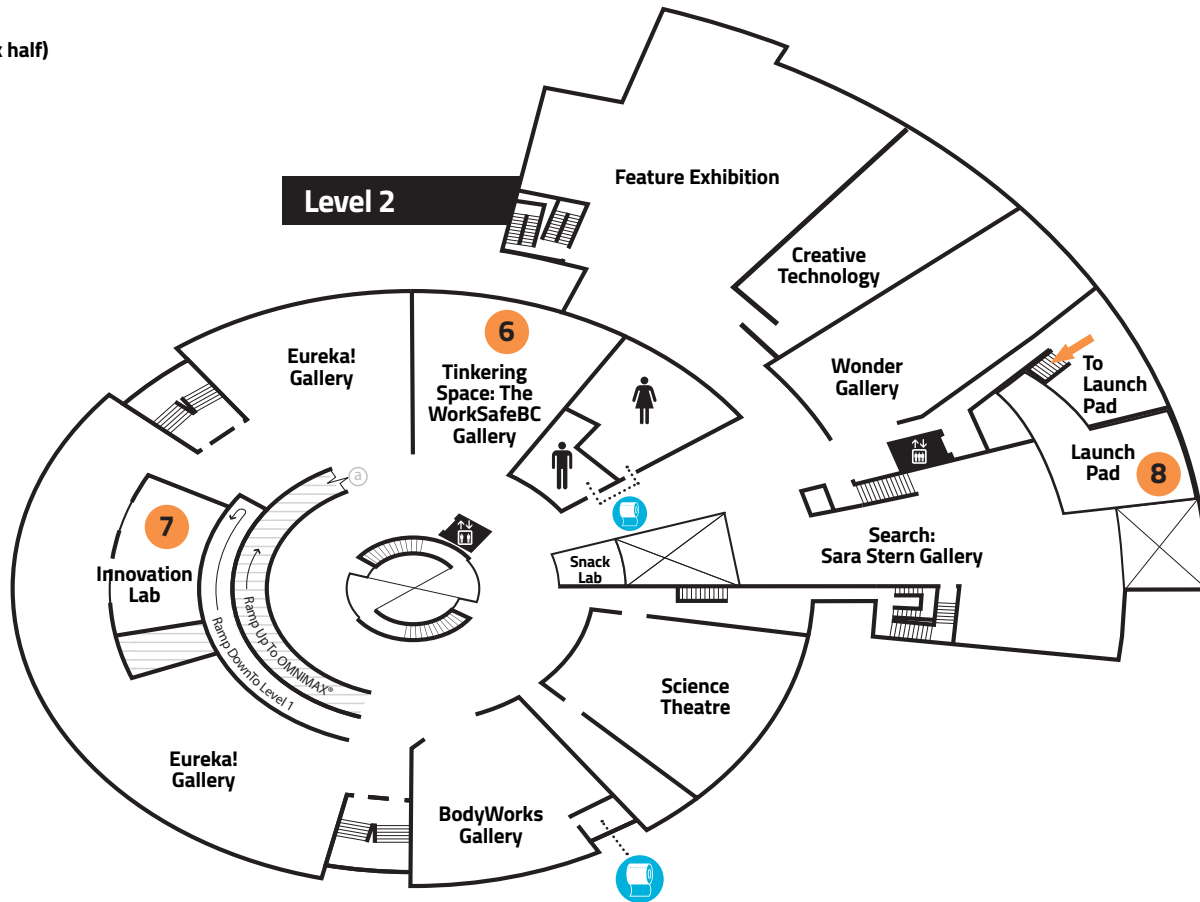 k half)
Level 2
Feature Exhibition
Creative
Technology
Eureka!
Gallery
6
Tinkering
Space: The
WorkSafeBC
Gallery
Wonder
Gallery
To
Launch
Pad
Launch
Pad
8
a
7
Innovation
Lab
Search:
Sara Stern Gallery
Snack
Lab
Ramp Up To OMNIMAX®
Ramp DownTo Level 1
Science
Theatre
Eureka!
Gallery
BodyWorks
Gallery